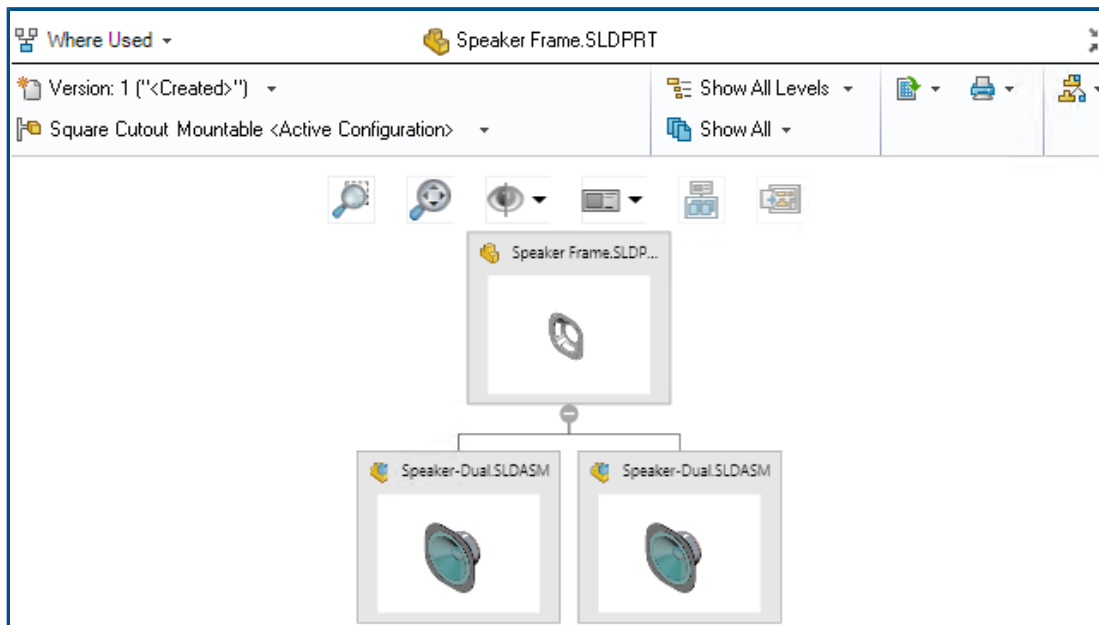 Where Used
Speaker Frame.SLDPRT
Version: 1 ("<Created>")
Show All Levels
Square Cutout Mountable <Active Configuration>
Show All
Speaker Frame.SLDP...
Speaker-Dual.SLDASM
Speaker-Dual.SLDASM